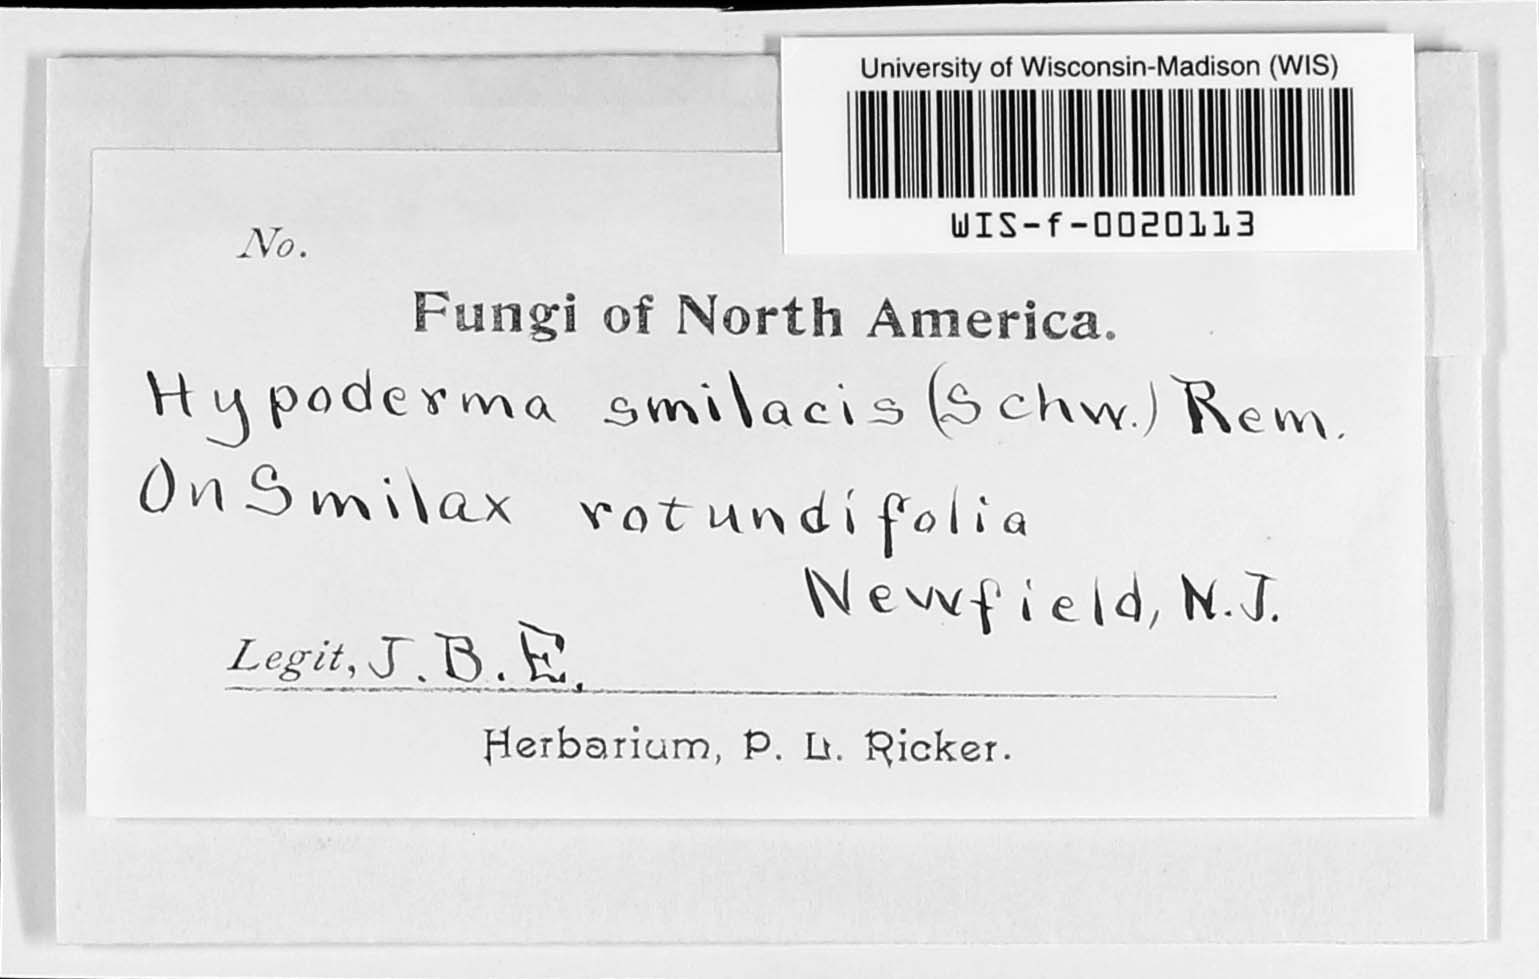 University of Wisconsin-Madison (WIS)
WIS-f-0020113
No.
Fungi of North America.
Hypoderma smilacis (Schw.) Rem.
On Smilax rotundifolia
Newfield, N.J.
Legit, J. B. E.
Herbarium, P. L. Ricker.